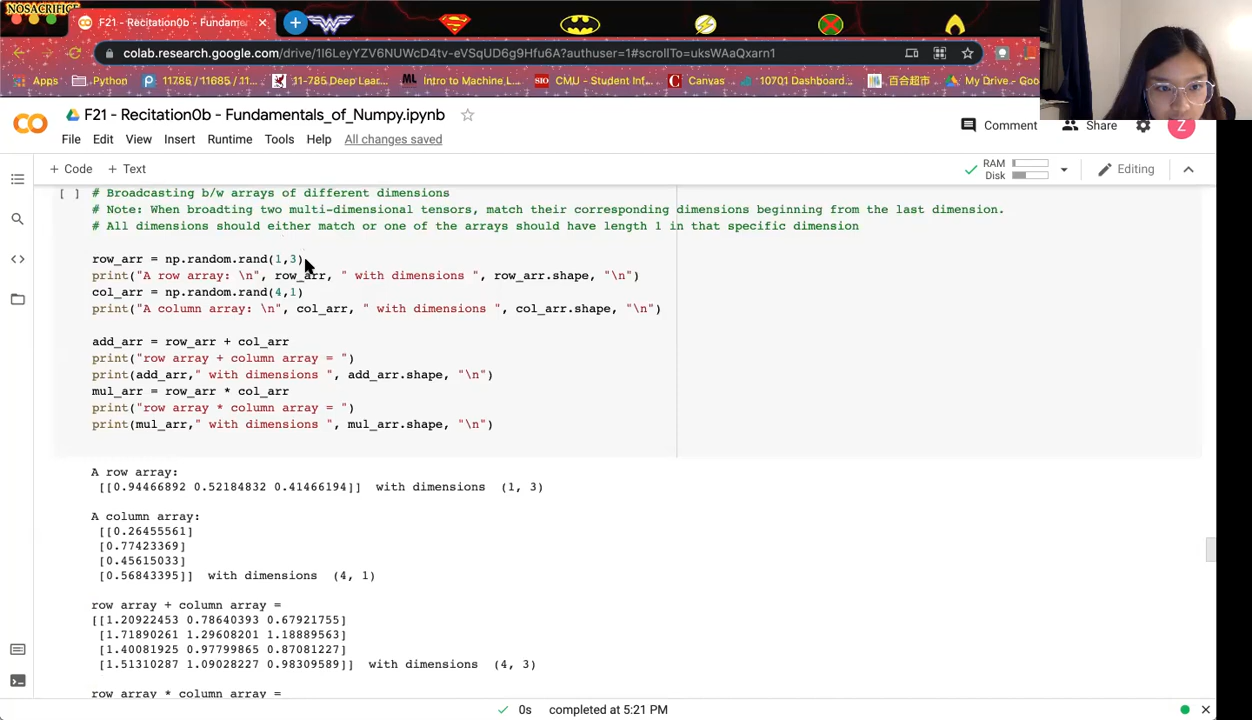 NOSACRIFICE
F21 - Recitation0b - Fundame
colab.research.google.com/drive/1I6LeyYZV6NUWcD4tv-eVSqUD6g9Hfu6A?authuser=1#scrollTo=uksWAaQxarn1
Apps Python 11785 / 11685 / 11... 11-785 Deep Lear... Intro to Machine L... CMU - Student Inf... Canvas 10701 Dashboard... 百合超市 My Drive - Goo
F21 - Recitation0b - Fundamentals_of_Numpy.ipynb
Comment Share Z
File Edit View Insert Runtime Tools Help All changes saved
+ Code + Text
RAM
Disk
Editing
[ ] # Broadcasting b/w arrays of different dimensions
# Note: When broadting two multi-dimensional tensors, match their corresponding dimensions beginning from the last dimension.
# All dimensions should either match or one of the arrays should have length 1 in that specific dimension
row_arr = np.random.rand(1,3)
print("A row array: \n", row_arr, " with dimensions ", row_arr.shape, "\n")
col_arr = np.random.rand(4,1)
print("A column array: \n", col_arr, " with dimensions ", col_arr.shape, "\n")
add_arr = row_arr + col_arr
print("row array + column array = ")
print(add_arr," with dimensions ", add_arr.shape, "\n")
mul_arr = row_arr * col_arr
print("row array * column array = ")
print(mul_arr," with dimensions ", mul_arr.shape, "\n")
A row array:
[[0.94466892 0.52184832 0.41466194]] with dimensions (1, 3)
A column array:
[[0.26455561]
[0.77423369]
[0.45615033]
[0.56843395]] with dimensions (4, 1)
row array + column array =
[[1.20922453 0.78640393 0.67921755]
[1.71890261 1.29608201 1.18889563]
[1.40081925 0.97799865 0.87081227]
[1.51310287 1.09028227 0.98309589]] with dimensions (4, 3)
row array * column array =
0s completed at 5:21 PM